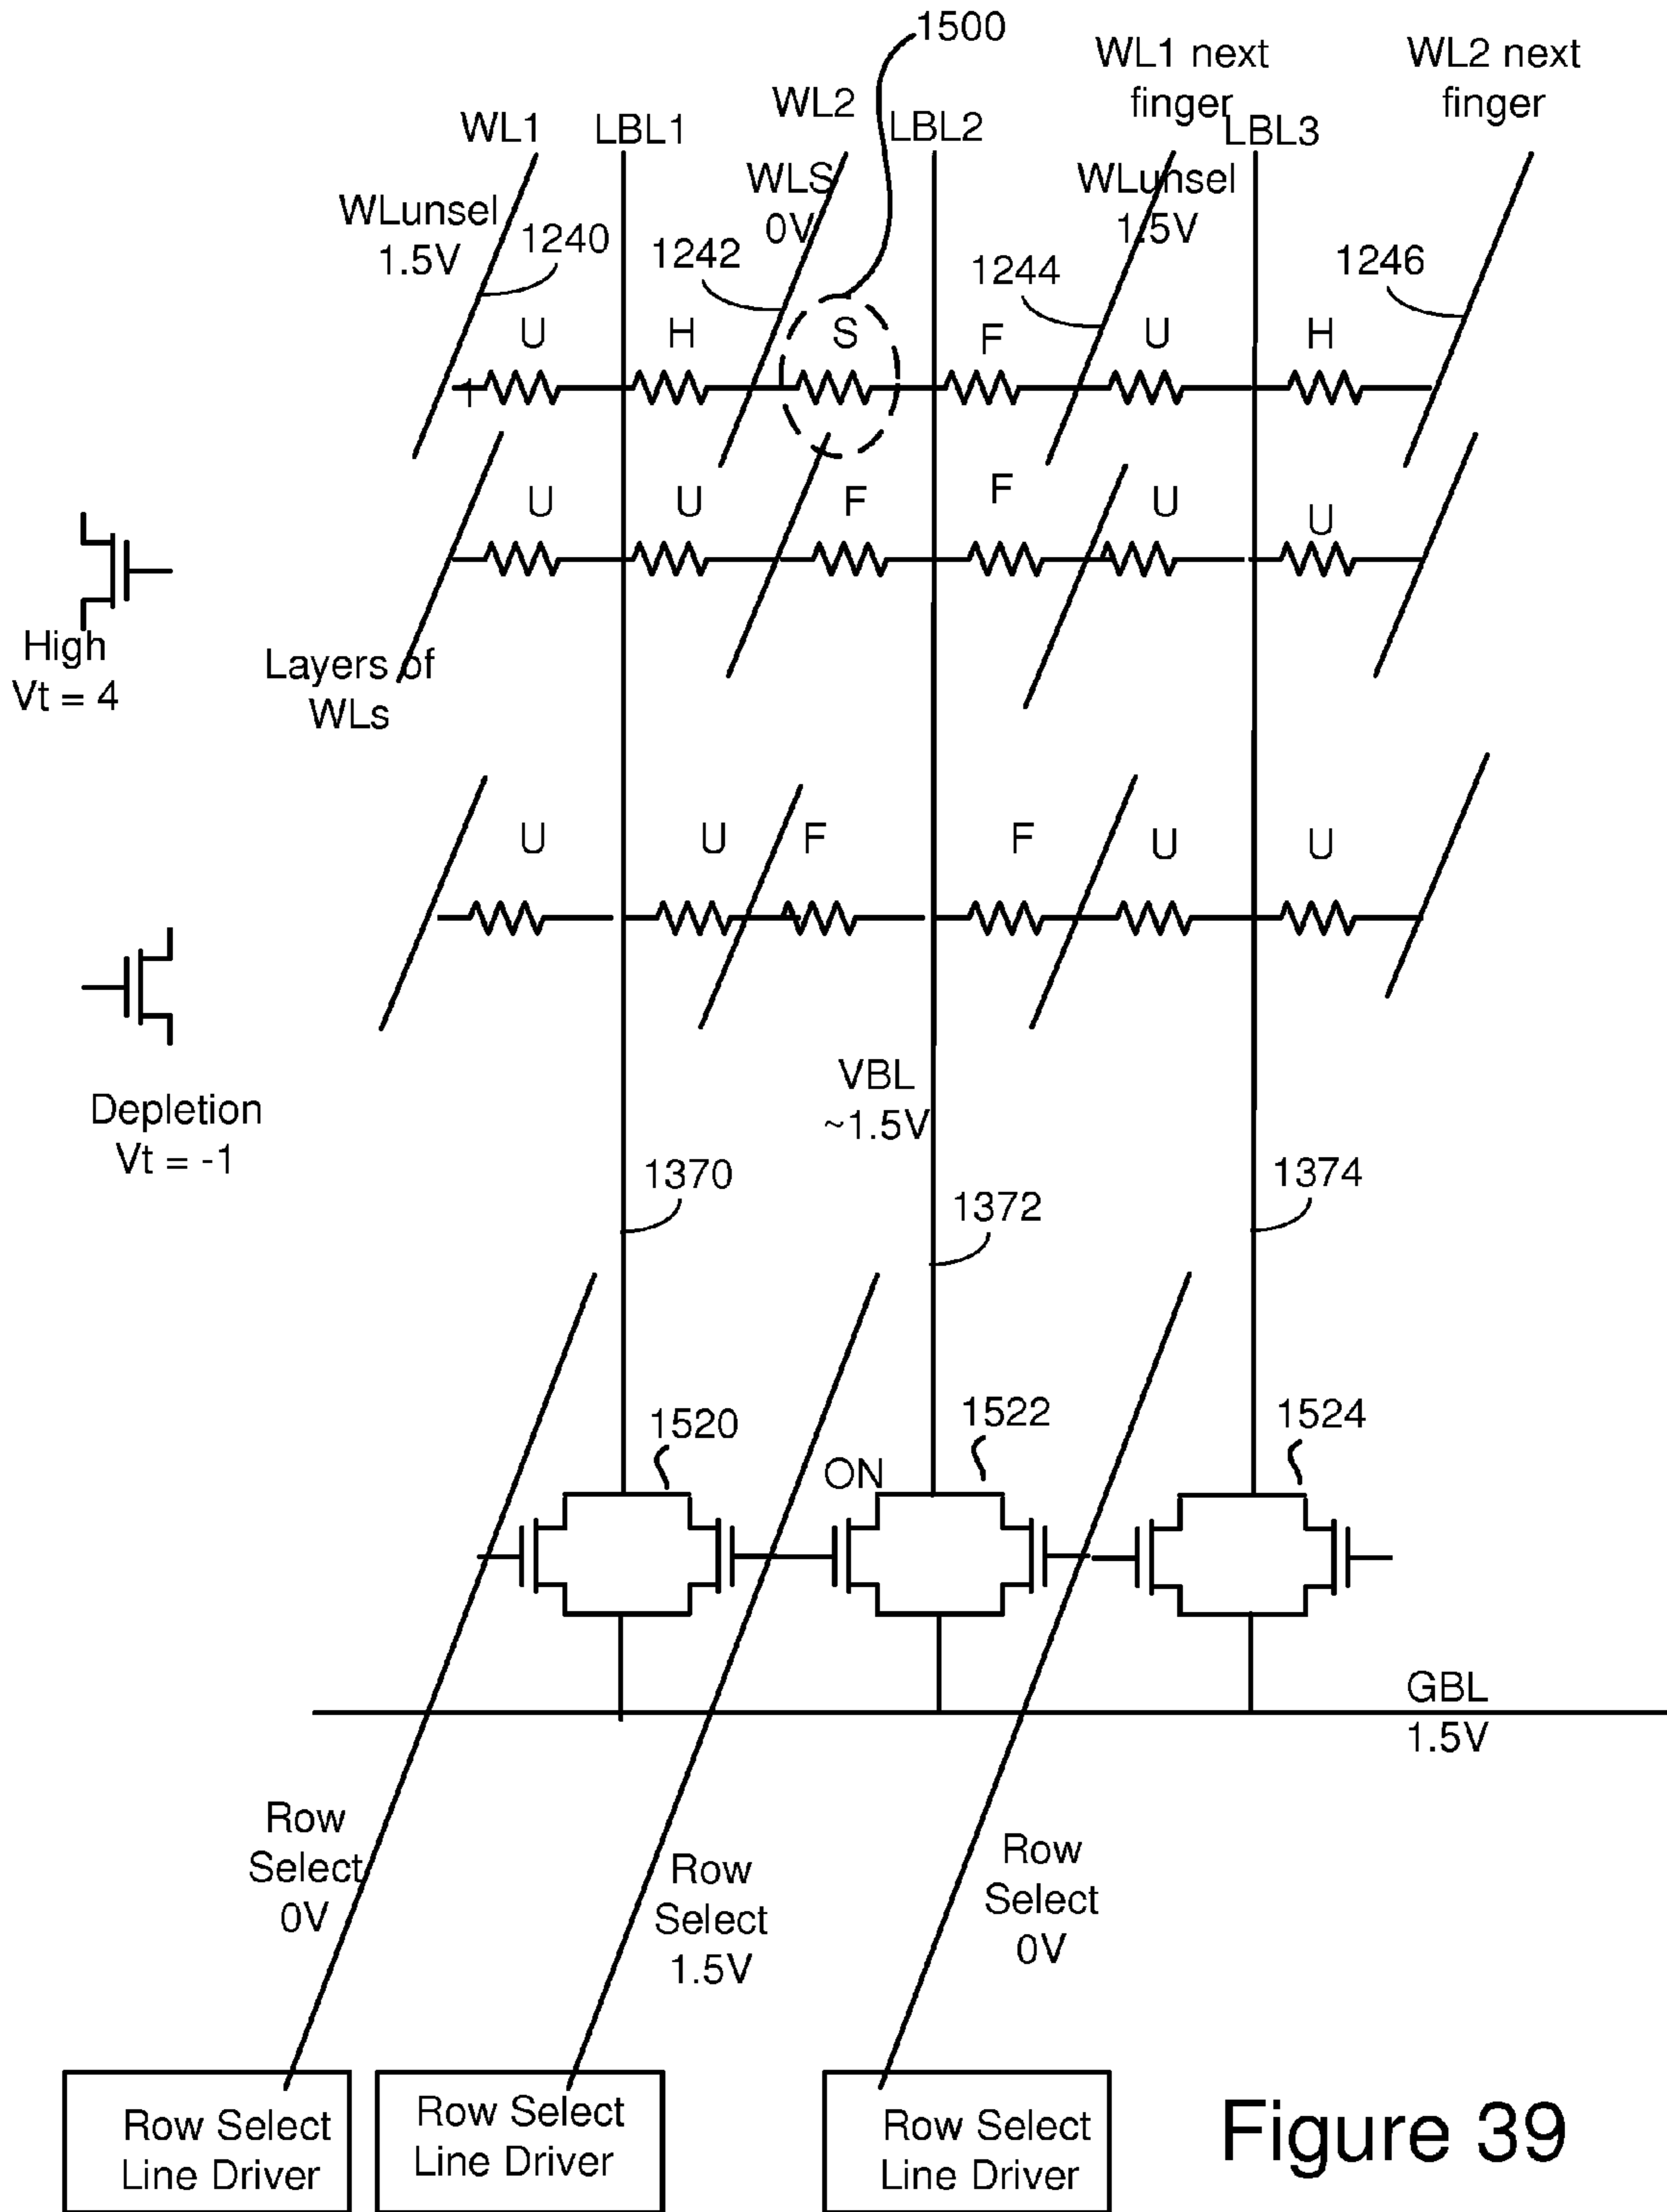 1500
WL1 next
finger
WL2 next
finger
WL1
LBL1
WL2
LBL2
LBL3
WLunsel
1.5V
WLS
0V
WLunsel
1.5V
1240
1242
1244
1246
U H S F U H
1
U U F F U U
High
Vt = 4
Layers of
WLs
U U F F U U
Depletion
Vt = -1
VBL
~1.5V
1370
1372
1374
1520
1522
1524
ON
GBL
1.5V
Row
Select
0V
Row
Select
1.5V
Row
Select
0V
Row Select
Line Driver
Row Select
Line Driver
Row Select
Line Driver
Figure 39